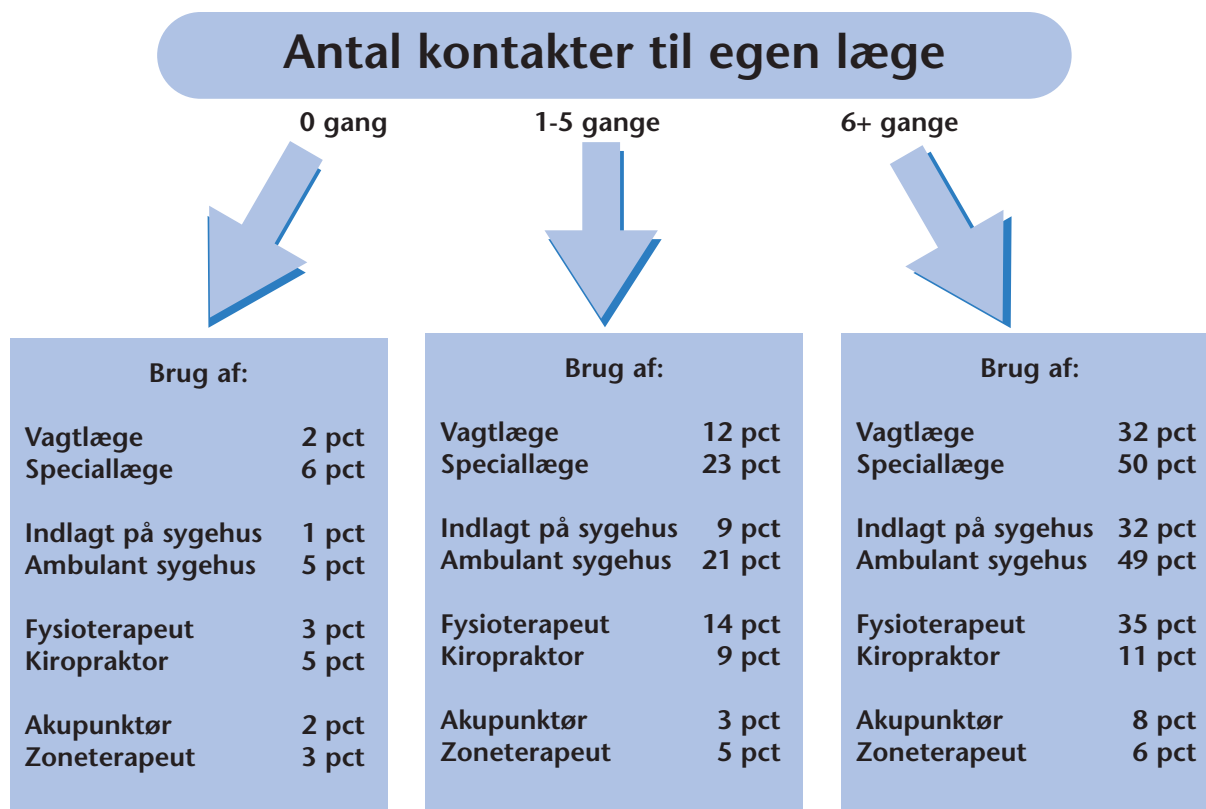 Antal kontakter til egen læge
0 gang 1-5 gange 6+ gange
Brug af:
Vagtlæge 2 pct
Speciallæge 6 pct
Indlagt på sygehus 1 pct
Ambulant sygehus 5 pct
Fysioterapeut 3 pct
Kiropraktor 5 pct
Akupunktør 2 pct
Zoneterapeut 3 pct
Brug af:
Vagtlæge 12 pct
Speciallæge 23 pct
Indlagt på sygehus 9 pct
Ambulant sygehus 21 pct
Fysioterapeut 14 pct
Kiropraktor 9 pct
Akupunktør 3 pct
Zoneterapeut 5 pct
Brug af:
Vagtlæge 32 pct
Speciallæge 50 pct
Indlagt på sygehus 32 pct
Ambulant sygehus 49 pct
Fysioterapeut 35 pct
Kiropraktor 11 pct
Akupunktør 8 pct
Zoneterapeut 6 pct